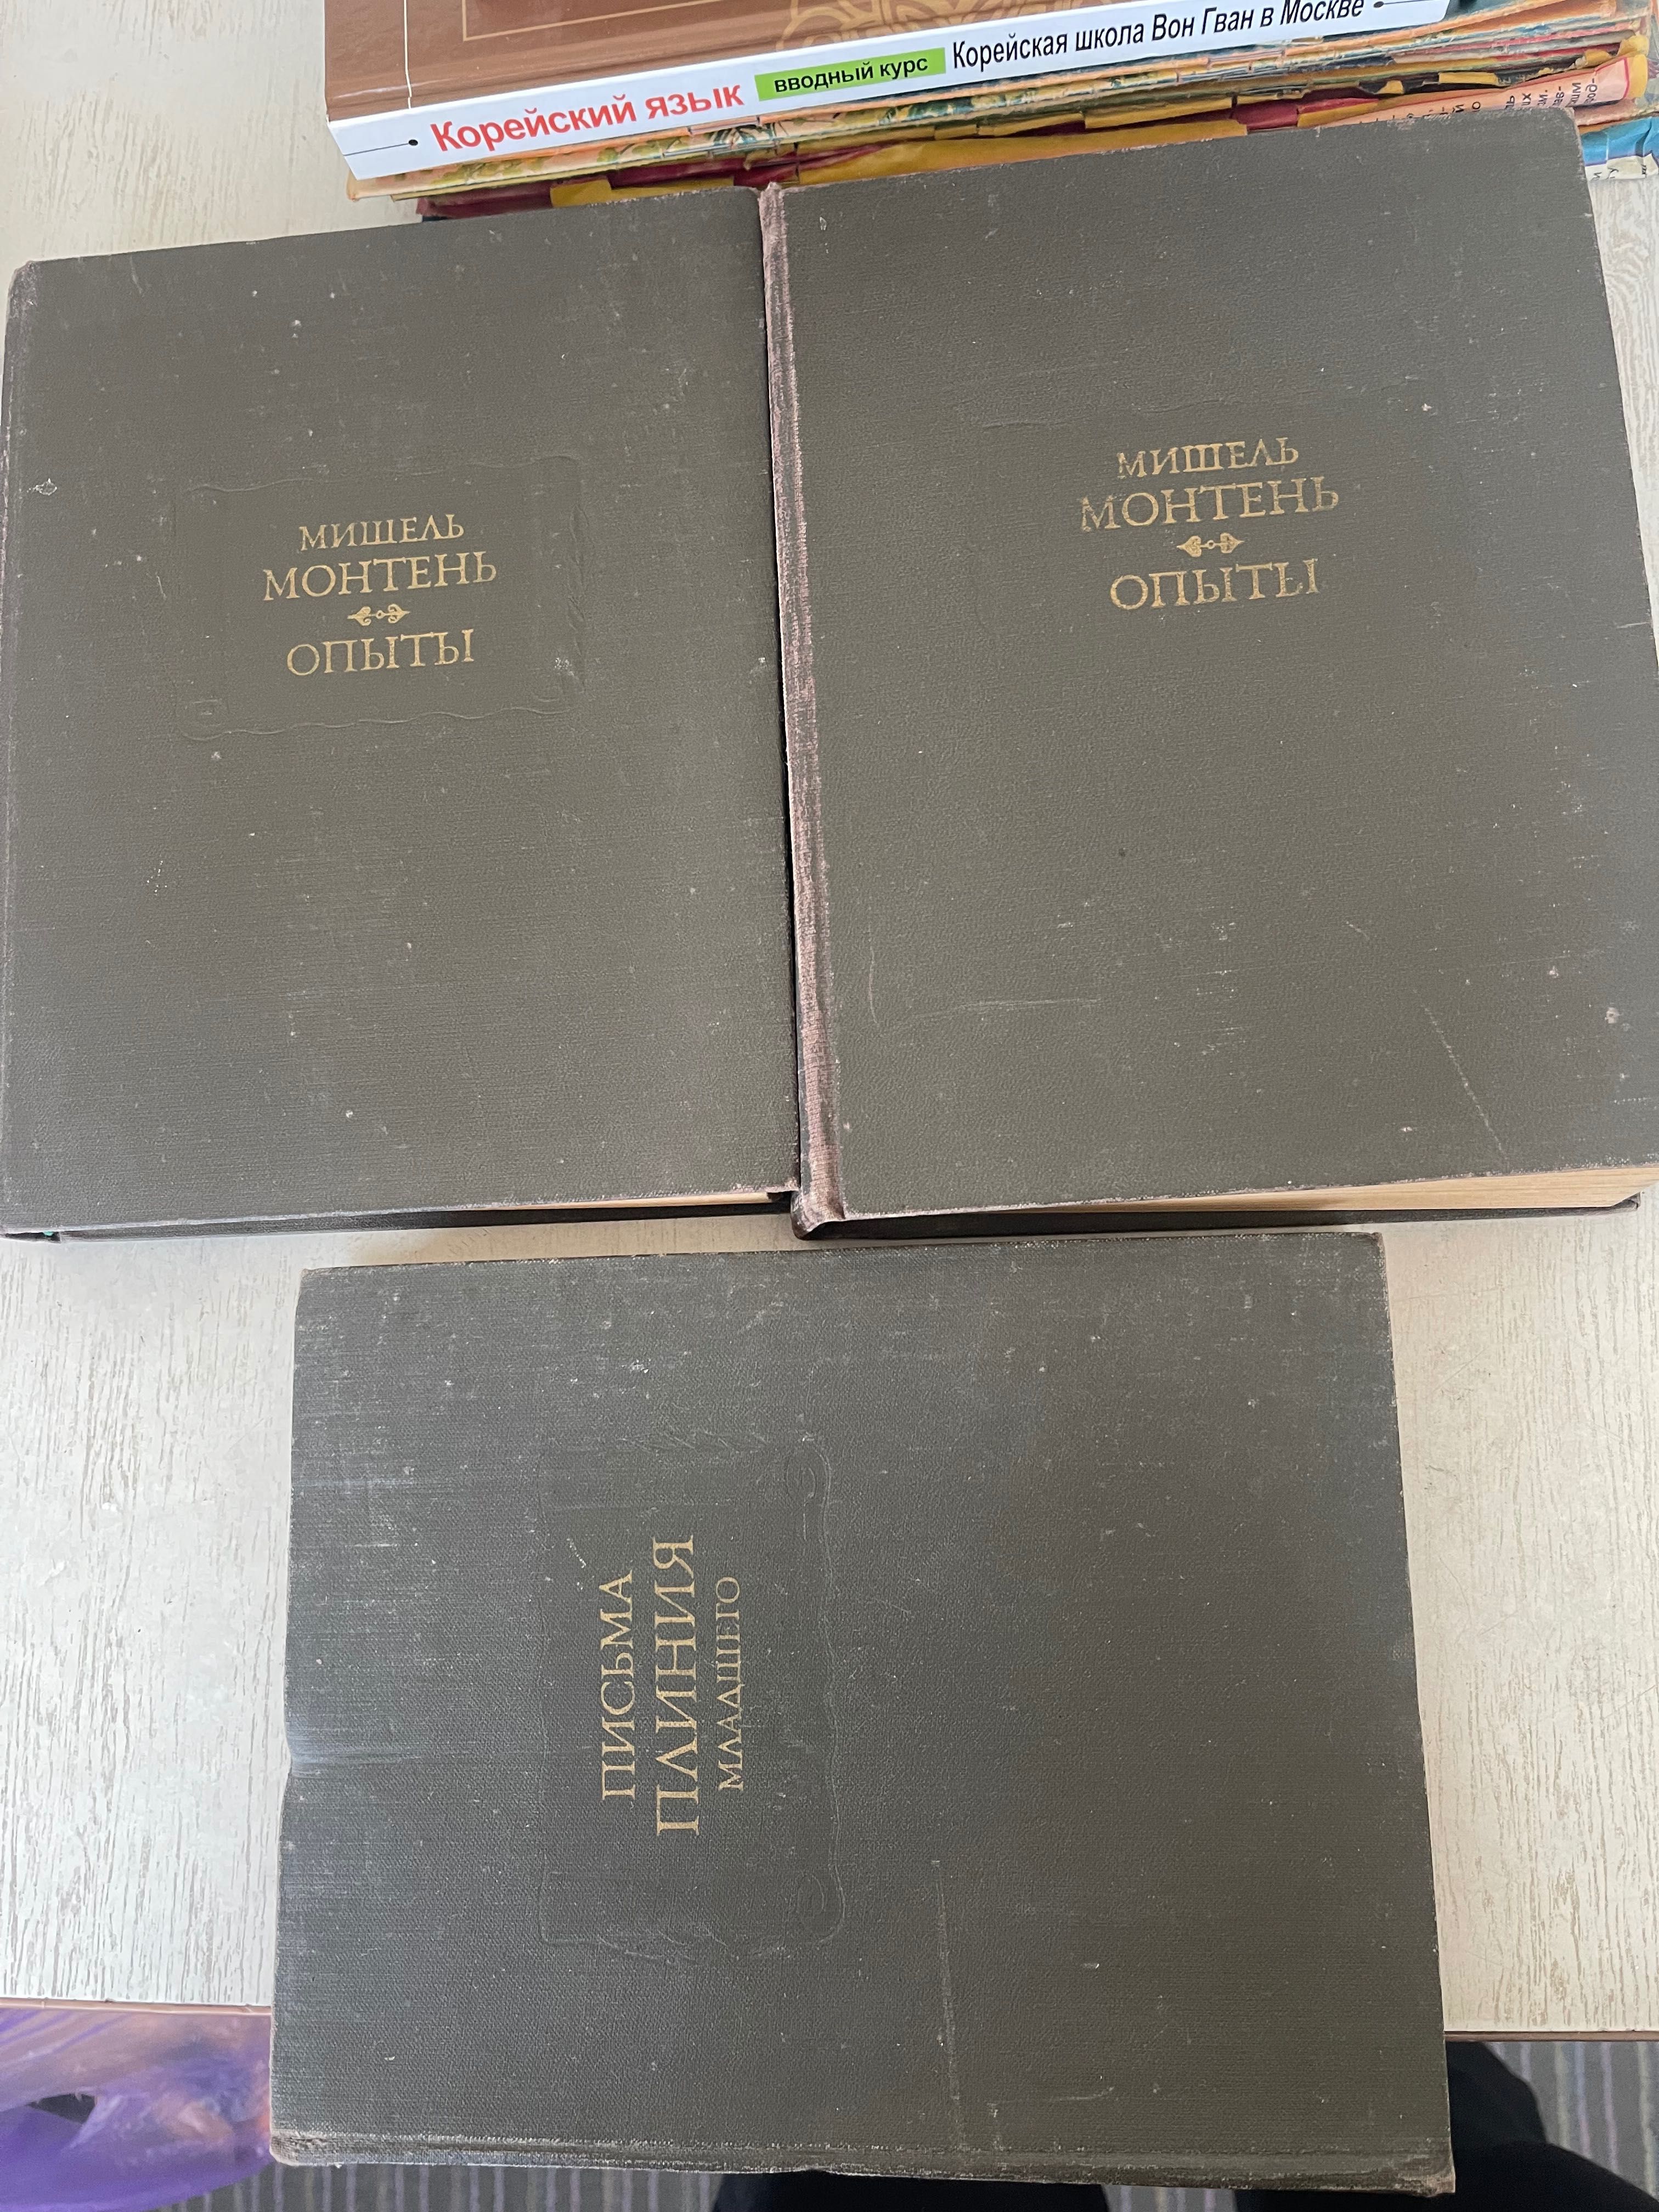 Корейский язык вводный курс Корейская школа Вон Гван в Москве
МИШЕЛЬ
МОНТЕНЬ
ОПЫТЫ
МИШЕЛЬ
МОНТЕНЬ
ОПЫТЫ
ПИСЬМА
ПЛИНИЯ
МЛАДШЕГО